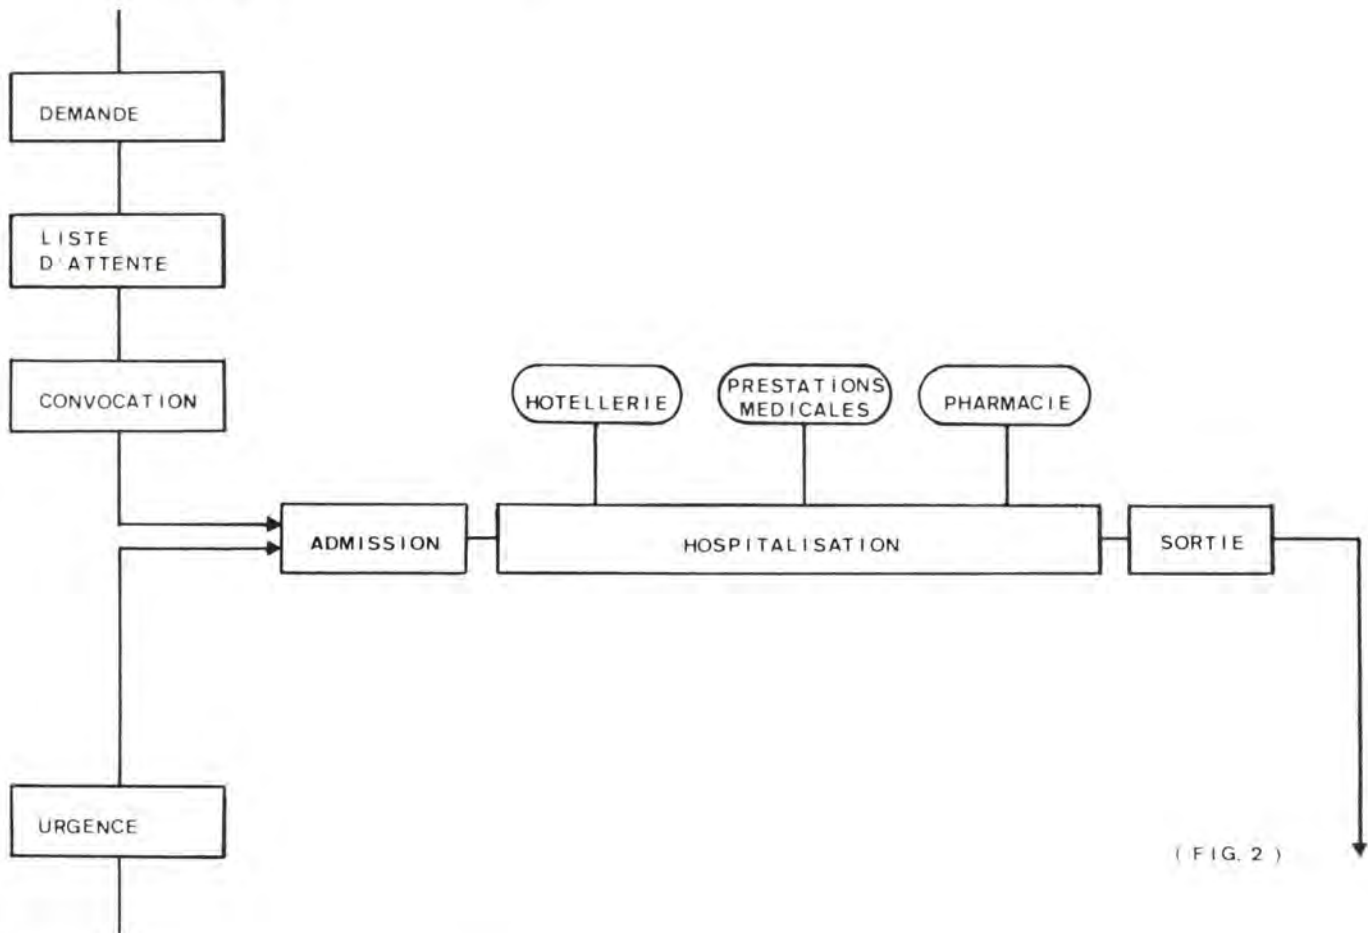 DEMANDE
LISTE
D'ATTENTE
CONVOCATION
HOTELLERIE
PRESTATIONS
MEDICALES
PHARMACIE
ADMISSION
HOSPITALISATION
SORTIE
URGENCE
( FIG. 2 )